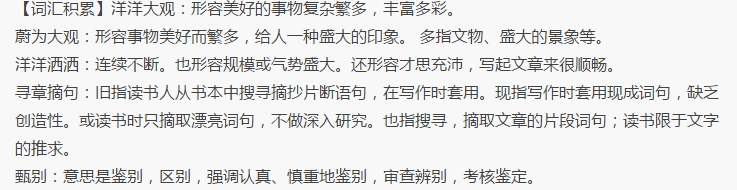 【词汇积累】洋洋大观：形容美好的事物复杂繁多，丰富多彩。
蔚为大观：形容事物美好而繁多，给人一种盛大的印象。 多指文物、盛大的景象等。
洋洋洒洒：连续不断。也形容规模或气势盛大。还形容才思充沛，写起文章来很顺畅。
寻章摘句：旧指读书人从书本中搜寻摘抄片断语句，在写作时套用。现指写作时套用现成词句，缺乏
创造性。或读书时只摘取漂亮词句，不做深入研究。也指搜寻，摘取文章的片段词句；读书限于文字
的推求。
甄别：意思是鉴别，区别，强调认真、慎重地鉴别，审查辨别，考核鉴定。